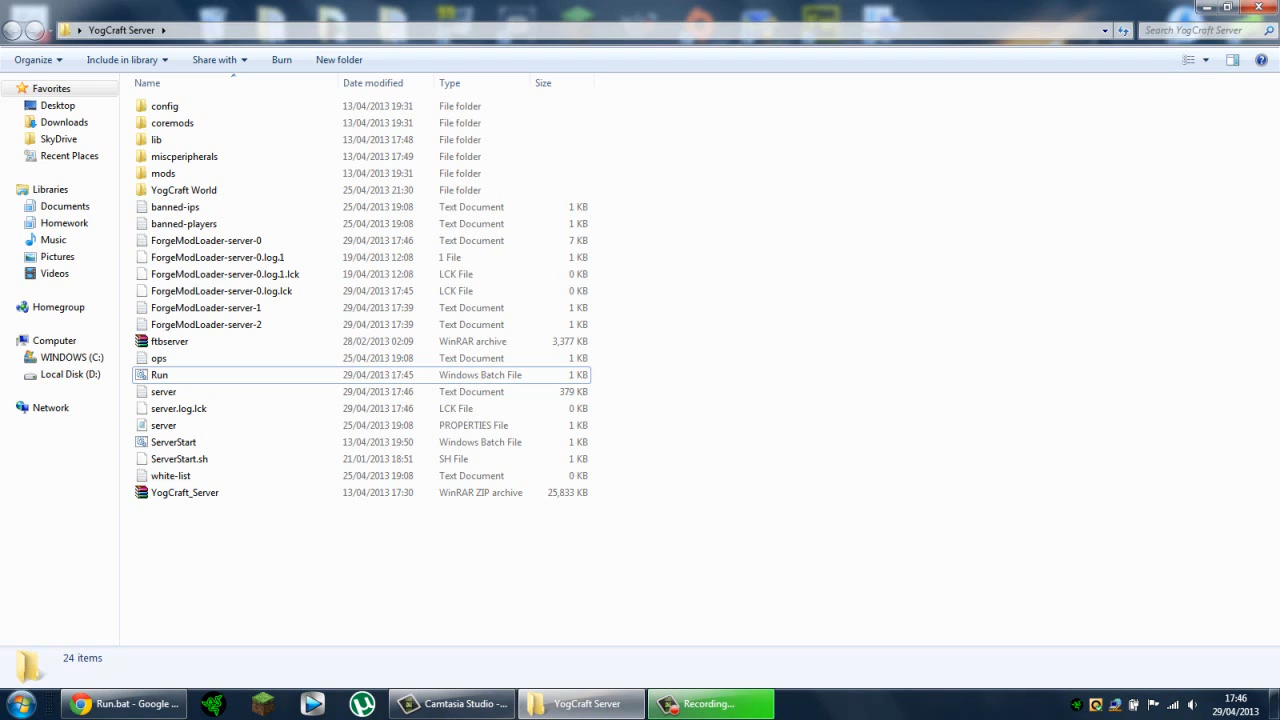 YogCraft Server
Search YogCraft Server
Organize Include in library Share with Burn New folder
Name Date modified Type Size
Favorites
Desktop
Downloads
SkyDrive
Recent Places
Libraries
Documents
Homework
Music
Pictures
Videos
Homegroup
Computer
WINDOWS (C:)
Local Disk (D:)
Network
config 13/04/2013 19:31 File folder
coremods 13/04/2013 19:31 File folder
lib 13/04/2013 17:48 File folder
miscperipherals 13/04/2013 17:49 File folder
mods 13/04/2013 19:31 File folder
YogCraft World 25/04/2013 21:30 File folder
banned-ips 25/04/2013 19:08 Text Document 1 KB
banned-players 25/04/2013 19:08 Text Document 1 KB
ForgeModLoader-server-0 29/04/2013 17:46 Text Document 7 KB
ForgeModLoader-server-0.log.1 19/04/2013 12:08 1 File 1 KB
ForgeModLoader-server-0.log.1.lck 19/04/2013 12:08 LCK File 0 KB
ForgeModLoader-server-0.log.lck 29/04/2013 17:45 LCK File 0 KB
ForgeModLoader-server-1 29/04/2013 17:39 Text Document 1 KB
ForgeModLoader-server-2 29/04/2013 17:39 Text Document 1 KB
ftbserver 28/02/2013 02:09 WinRAR archive 3,377 KB
ops 25/04/2013 19:08 Text Document 1 KB
Run 29/04/2013 17:45 Windows Batch File 1 KB
server 29/04/2013 17:46 Text Document 379 KB
server.log.lck 29/04/2013 17:46 LCK File 0 KB
server 25/04/2013 19:08 PROPERTIES File 1 KB
ServerStart 13/04/2013 19:50 Windows Batch File 1 KB
ServerStart.sh 21/01/2013 18:51 SH File 1 KB
white-list 25/04/2013 19:08 Text Document 0 KB
YogCraft_Server 13/04/2013 17:30 WinRAR ZIP archive 25,833 KB
24 items
Run.bat - Google ...
Camtasia Studio -...
YogCraft Server
Recording...
17:46
29/04/2013